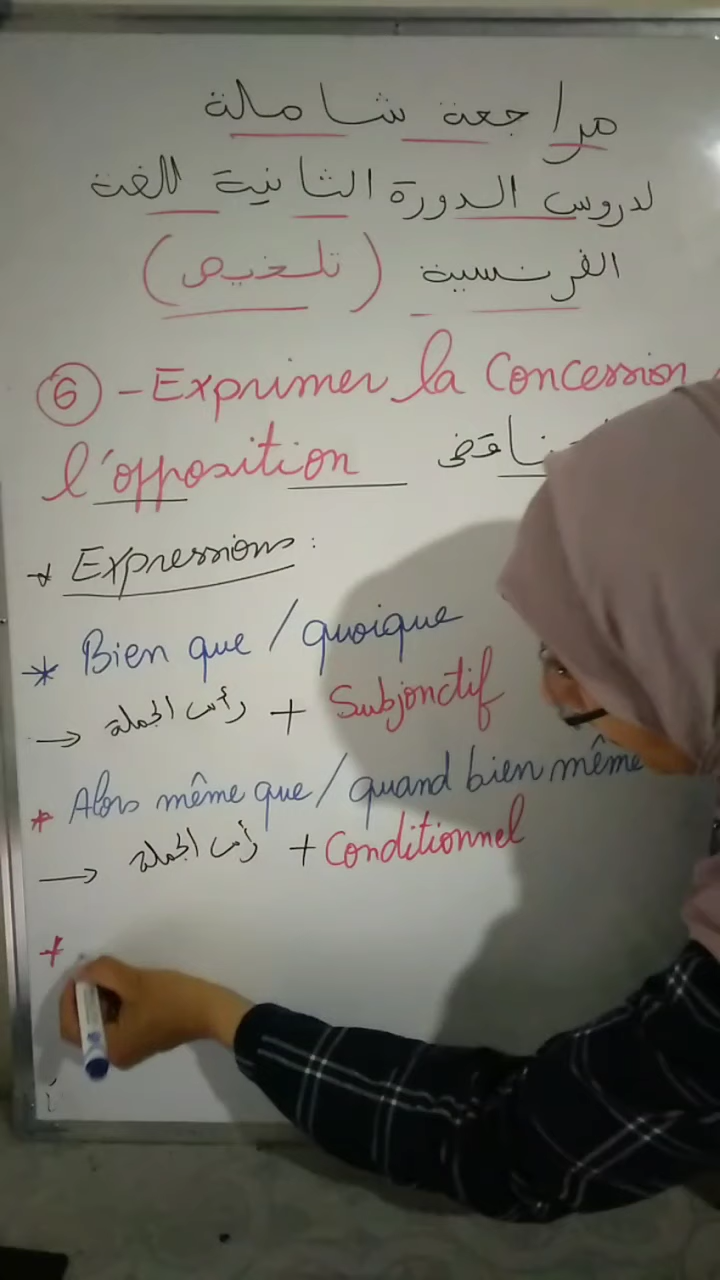 مراجعة شاملة
لدروس الدورة الثانية للغة
الفرنسية (تلخيص)
6 - Exprimer la Concession
l'opposition
* Expressions :
* Bien que / quoique
→ رأس الجملة + Subjonctif
* Alors même que / quand bien même
→ رأس الجملة + Conditionnel
*